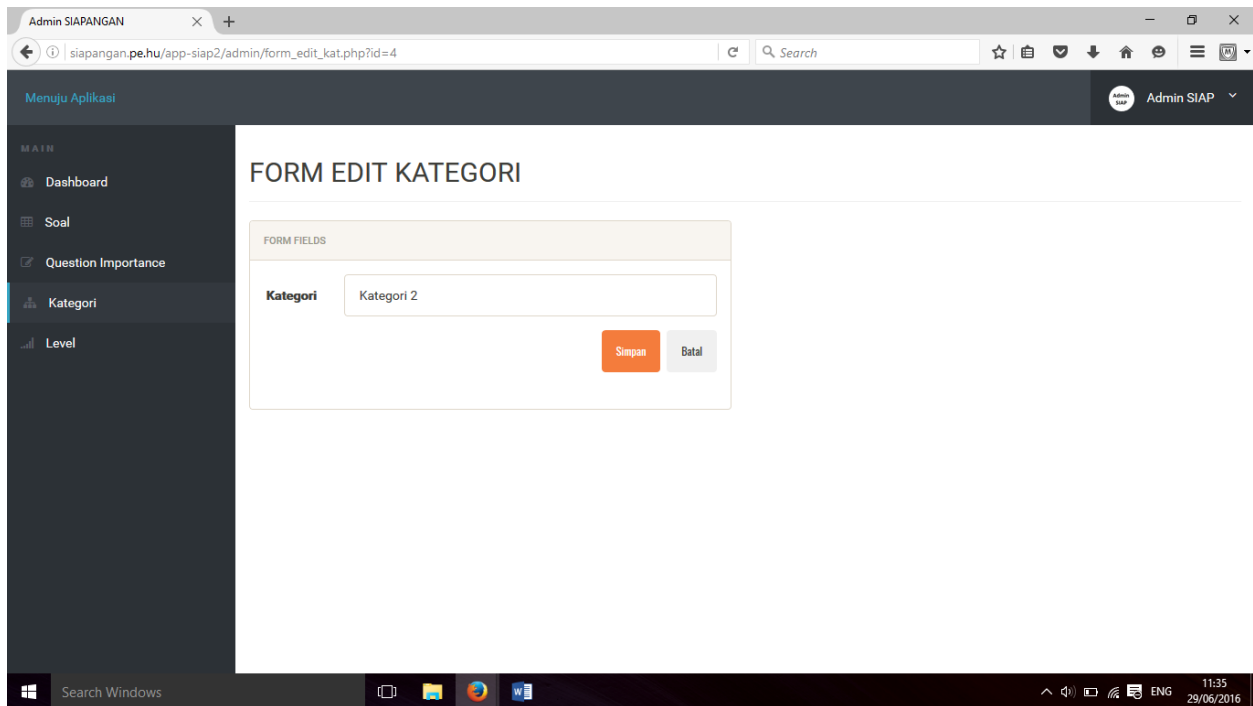 Admin SIAPANGAN
siapangan.pe.hu/app-siap2/admin/form_edit_kat.php?id=4
Search
Menuju Aplikasi
Admin SIAP
Admin SIAP
MAIN
Dashboard
Soal
Question Importance
Kategori
Level
FORM EDIT KATEGORI
FORM FIELDS
Kategori
Kategori 2
Simpan
Batal
Search Windows
ENG
11:35
29/06/2016